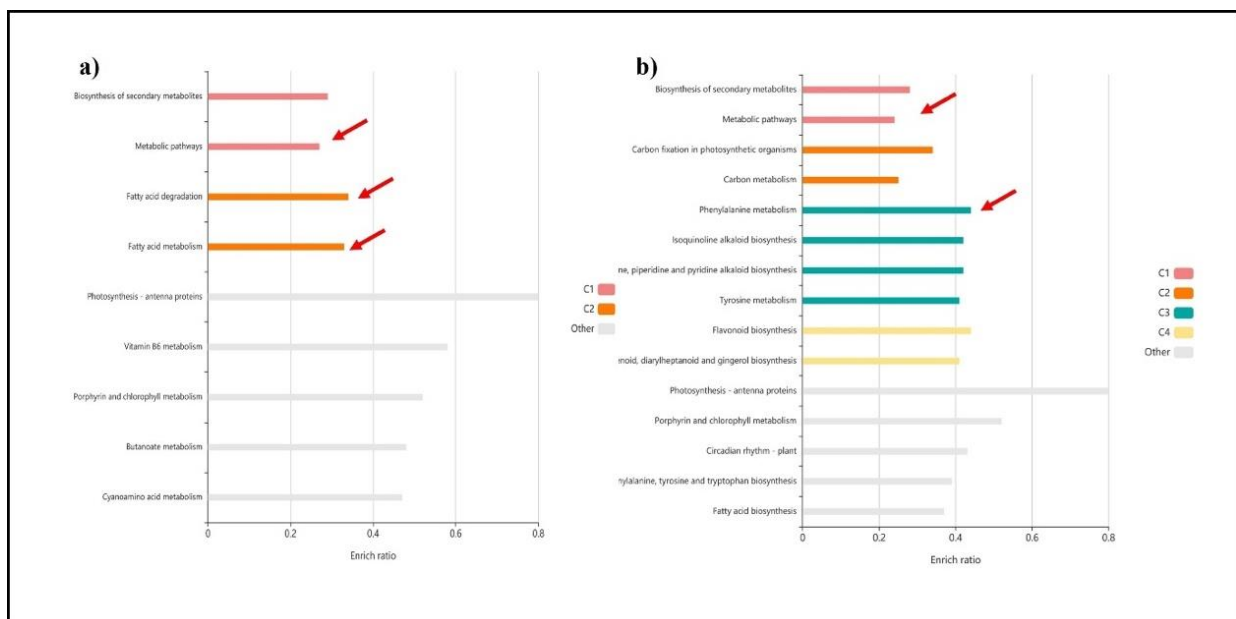 a)
Biosynthesis of secondary metabolites
Metabolic pathways
Fatty acid degradation
Fatty acid metabolism
Photosynthesis - antenna proteins
Vitamin B6 metabolism
Porphyrin and chlorophyll metabolism
Butanoate metabolism
Cyanoamino acid metabolism
0 0.2 0.4 0.6 0.8
Enrich ratio
C1
C2
Other
b)
Biosynthesis of secondary metabolites
Metabolic pathways
Carbon fixation in photosynthetic organisms
Carbon metabolism
Phenylalanine metabolism
Isoquinoline alkaloid biosynthesis
ne, piperidine and pyridine alkaloid biosynthesis
Tyrosine metabolism
Flavonoid biosynthesis
enoid, diarylheptanoid and gingerol biosynthesis
Photosynthesis - antenna proteins
Porphyrin and chlorophyll metabolism
Circadian rhythm - plant
nylalanine, tyrosine and tryptophan biosynthesis
Fatty acid biosynthesis
0 0.2 0.4 0.6 0.8
Enrich ratio
C1
C2
C3
C4
Other